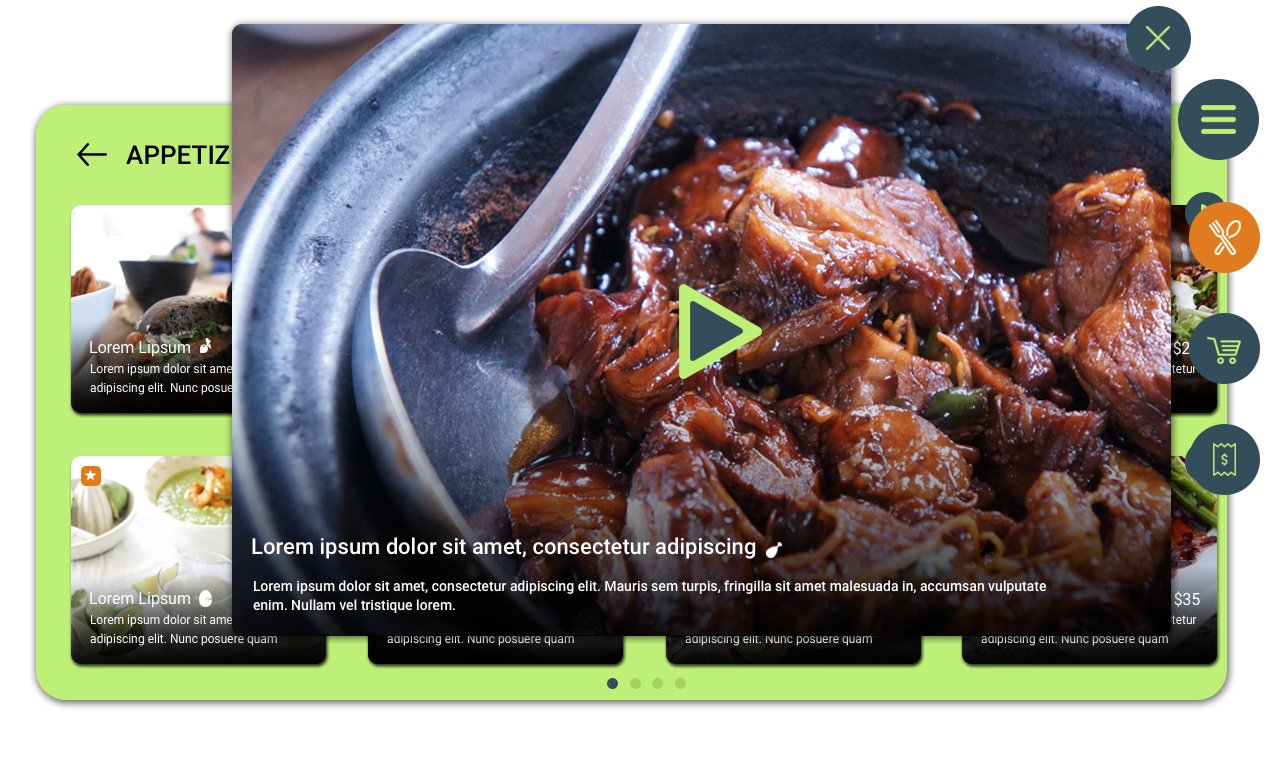 APPETIZ
Lorem Lipsum
Lorem ipsum dolor sit ame
adipiscing elit. Nunc posue
$2
tetur
$
Lorem ipsum dolor sit amet, consectetur adipiscing
Lorem ipsum dolor sit amet, consectetur adipiscing elit. Mauris sem turpis, fringilla sit amet malesuada in, accumsan vulputate
enim. Nullam vel tristique lorem.
Lorem Lipsum
Lorem ipsum dolor sit ame
adipiscing elit. Nunc posuere quam
adipiscing elit. Nunc posuere quam
adipiscing elit. Nunc posuere quam
$35
tetur
adipiscing elit. Nunc posuere quam